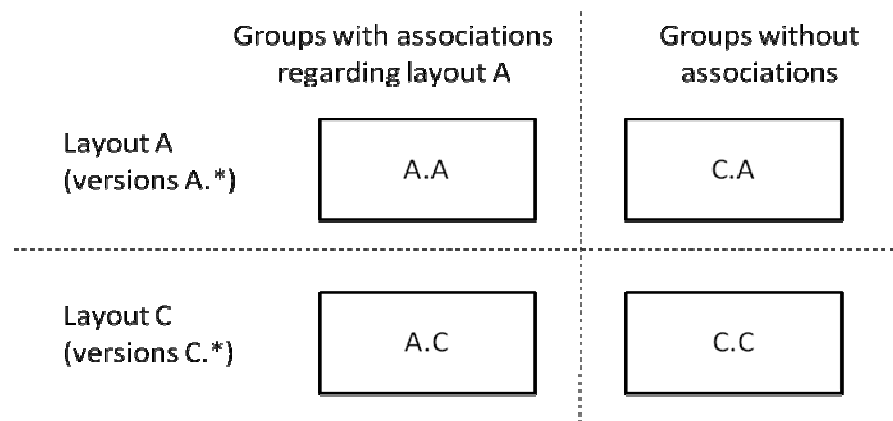 Groups with associations
regarding layout A
Groups without
associations
Layout A
(versions A.*)
A.A
C.A
Layout C
(versions C.*)
A.C
C.C